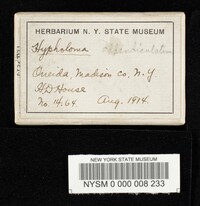 HERBARIUM N. Y. STATE MUSEUM
Hypholoma appendiculatum
Oneida, Madison Co, N.Y.
H D House
No. 14.64. Aug. 1914.
NEW YORK STATE MUSEUM
NYSM 0 000 008 233